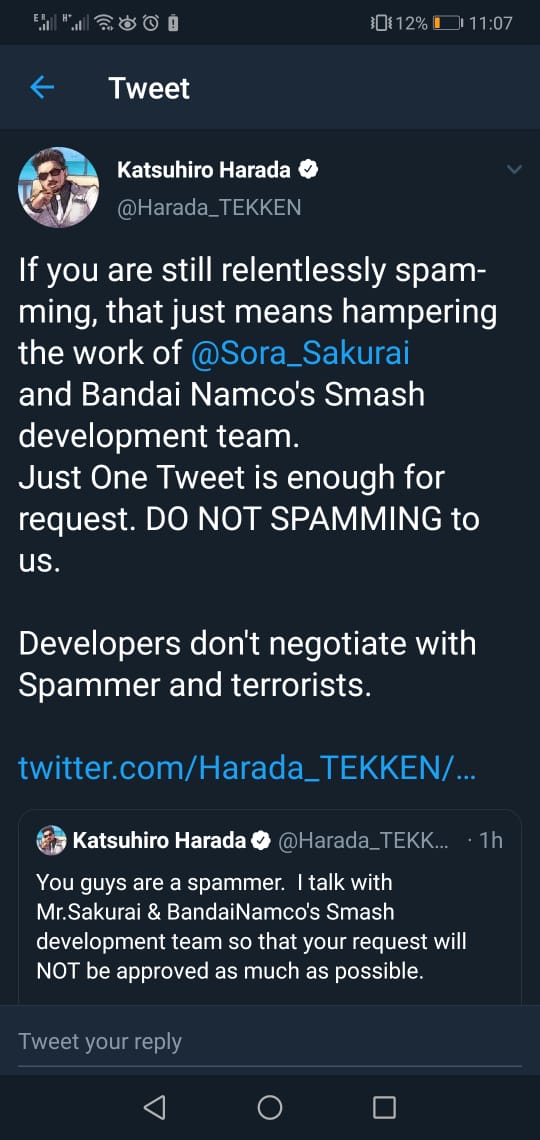 12% 11:07
Tweet
Katsuhiro Harada
@Harada_TEKKEN
If you are still relentlessly spam-
ming, that just means hampering
the work of @Sora_Sakurai
and Bandai Namco's Smash
development team.
Just One Tweet is enough for
request. DO NOT SPAMMING to
us.
Developers don't negotiate with
Spammer and terrorists.
twitter.com/Harada_TEKKEN/...
Katsuhiro Harada @Harada_TEKK... · 1h
You guys are a spammer. I talk with
Mr.Sakurai & BandaiNamco's Smash
development team so that your request will
NOT be approved as much as possible.
Tweet your reply